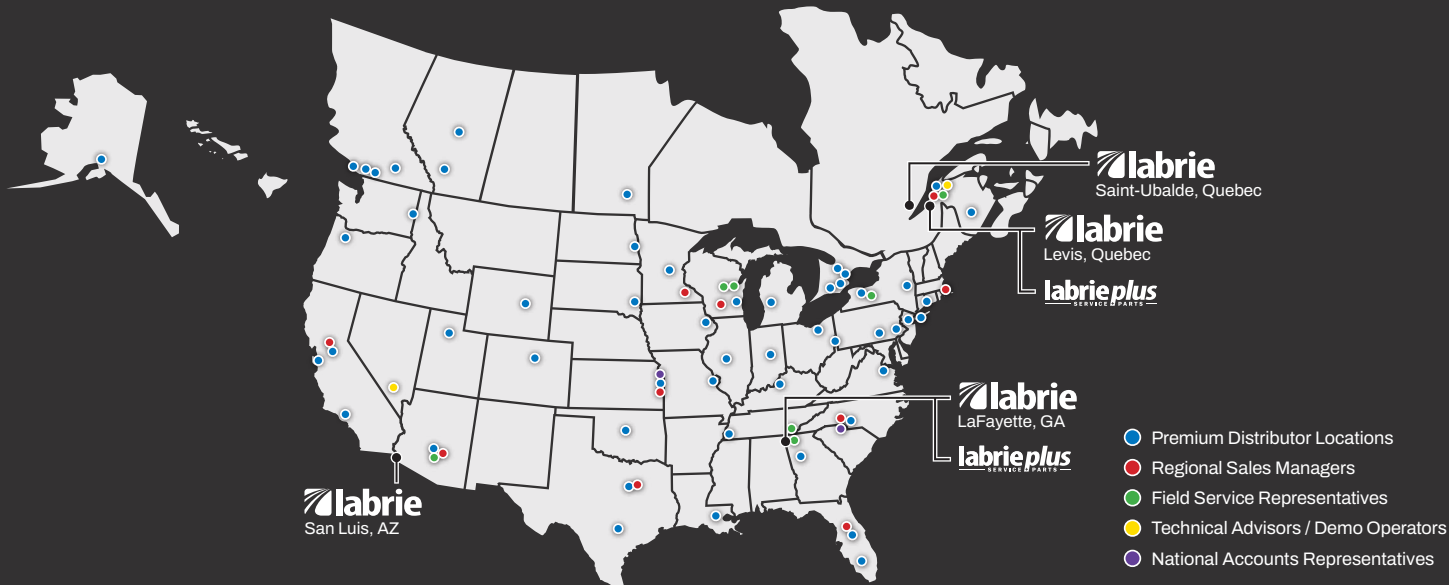 labrie
Saint-Ubalde, Quebec
labrie
Levis, Quebec
labrieplus
SERVICE & PARTS
labrie
LaFayette, GA
labrieplus
SERVICE & PARTS
labrie
San Luis, AZ
Premium Distributor Locations
Regional Sales Managers
Field Service Representatives
Technical Advisors / Demo Operators
National Accounts Representatives